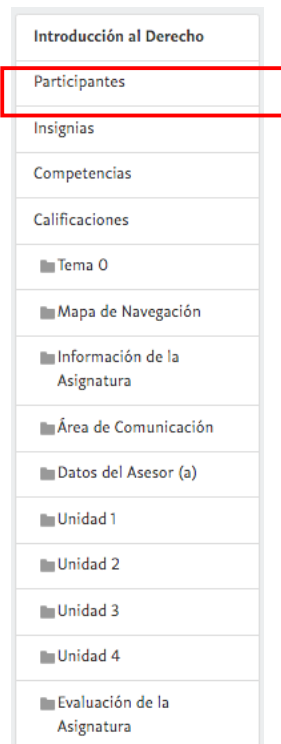 Introducción al Derecho
Participantes
Insignias
Competencias
Calificaciones
Tema 0
Mapa de Navegación
Información de la
Asignatura
Área de Comunicación
Datos del Asesor (a)
Unidad 1
Unidad 2
Unidad 3
Unidad 4
Evaluación de la
Asignatura